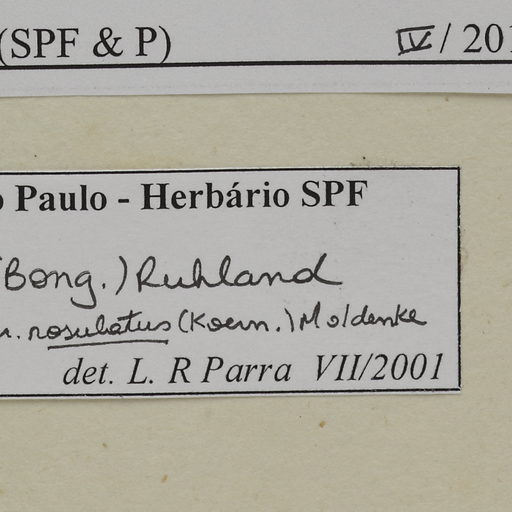 (SPF & P) IV / 201
o Paulo - Herbário SPF
(Bong.) Ruhland
r. rosulatus (Koern.) Moldenke
det. L. R Parra VII/2001